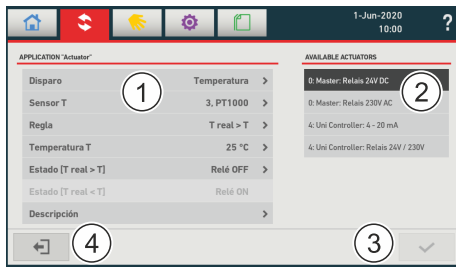 1-Jun-2020
10:00
?
APPLICATION "Actuator"
Disparo Temperatura >
Sensor T 3, PT1000 >
Regla T real > T >
Temperatura T 25 °C >
Estado [T real > T] Relé OFF >
Estado [T real < T] Relé ON
Descripción >
1
AVAILABLE ACTUATORS
0: Master: Relais 24V DC
0: Master: Relais 230V AC
4: Uni Controller: 4 – 20 mA
4: Uni Controller: Relais 24V / 230V
2
4
3